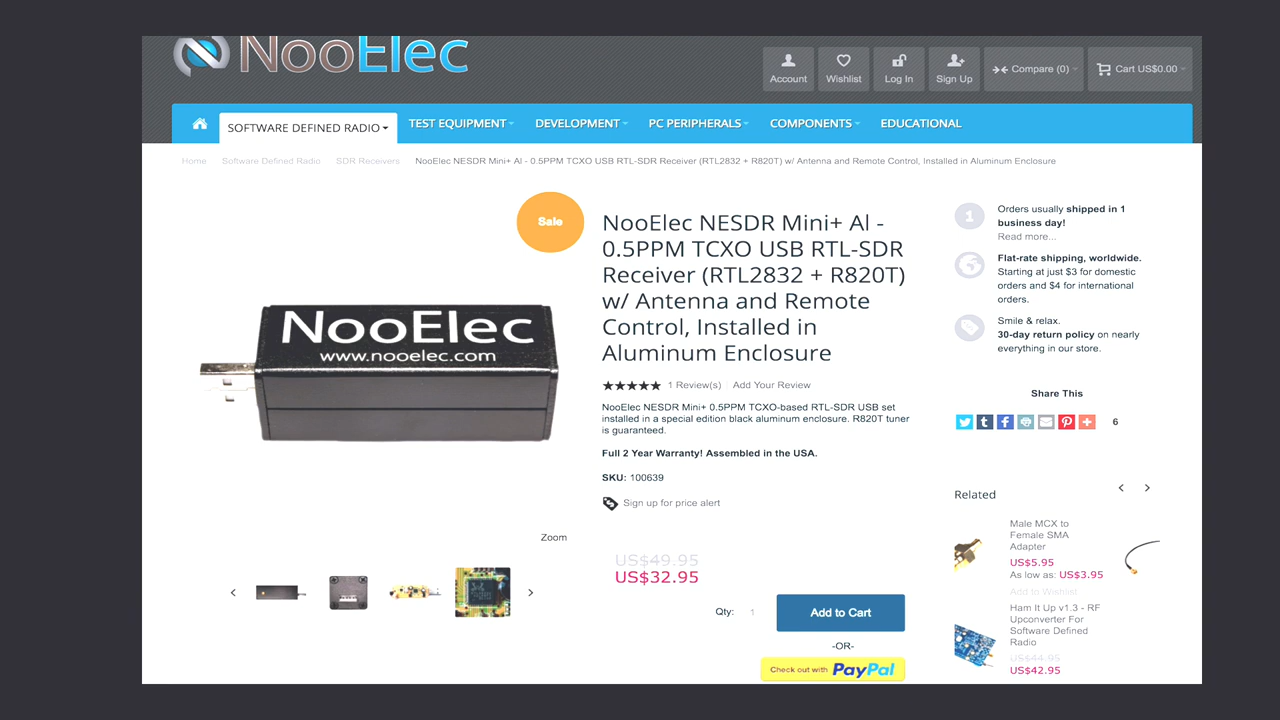 NooElec
Account
Wishlist
Log In
Sign Up
Compare (0)
Cart US$0.00
SOFTWARE DEFINED RADIO
TEST EQUIPMENT
DEVELOPMENT
PC PERIPHERALS
COMPONENTS
EDUCATIONAL
Home
Software Defined Radio
SDR Receivers
NooElec NESDR Mini+ Al - 0.5PPM TCXO USB RTL-SDR Receiver (RTL2832 + R820T) w/ Antenna and Remote Control, Installed in Aluminum Enclosure
Sale
NooElec
www.nooelec.com
Zoom
NooElec NESDR Mini+ Al -
0.5PPM TCXO USB RTL-SDR
Receiver (RTL2832 + R820T)
w/ Antenna and Remote
Control, Installed in
Aluminum Enclosure
1 Review(s)
Add Your Review
NooElec NESDR Mini+ 0.5PPM TCXO-based RTL-SDR USB set
installed in a special edition black aluminum enclosure. R820T tuner
is guaranteed.
Full 2 Year Warranty! Assembled in the USA.
SKU: 100639
Sign up for price alert
US$49.95
US$32.95
Qty:
1
Add to Cart
-OR-
Check out with PayPal
1
Orders usually shipped in 1
business day!
Read more...
Flat-rate shipping, worldwide.
Starting at just $3 for domestic
orders and $4 for international
orders.
Smile & relax.
30-day return policy on nearly
everything in our store.
Share This
6
Related
Male MCX to
Female SMA
Adapter
US$5.95
As low as: US$3.95
Add to Wishlist
Ham It Up v1.3 - RF
Upconverter For
Software Defined
Radio
US$44.95
US$42.95